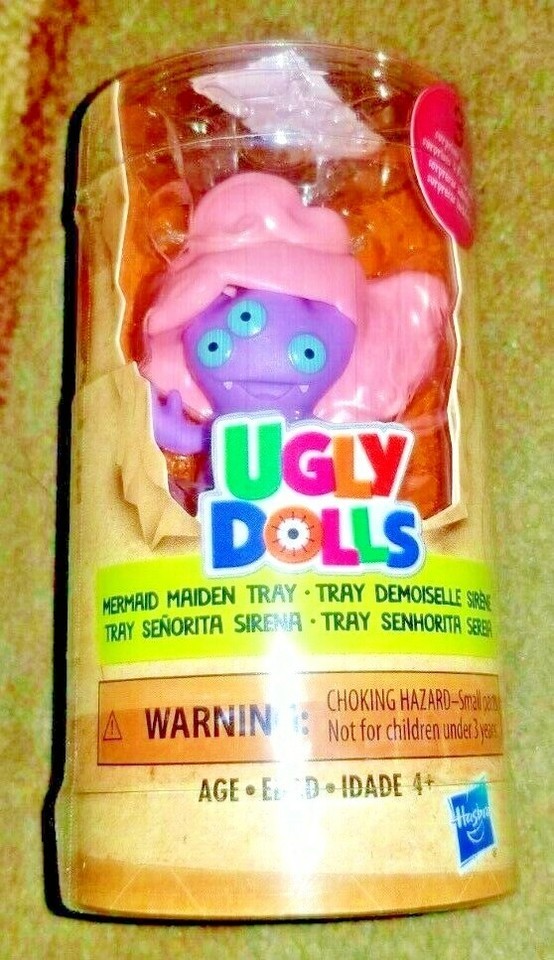 UGLY
DOLLS
MERMAID MAIDEN TRAY • TRAY DEMOISELLE SIRÈNE
TRAY SEÑORITA SIRENA • TRAY SENHORITA SEREIA
WARNING:
CHOKING HAZARD–Small parts
Not for children under 3 years
AGE • EDAD • IDADE 4+
Hasbro